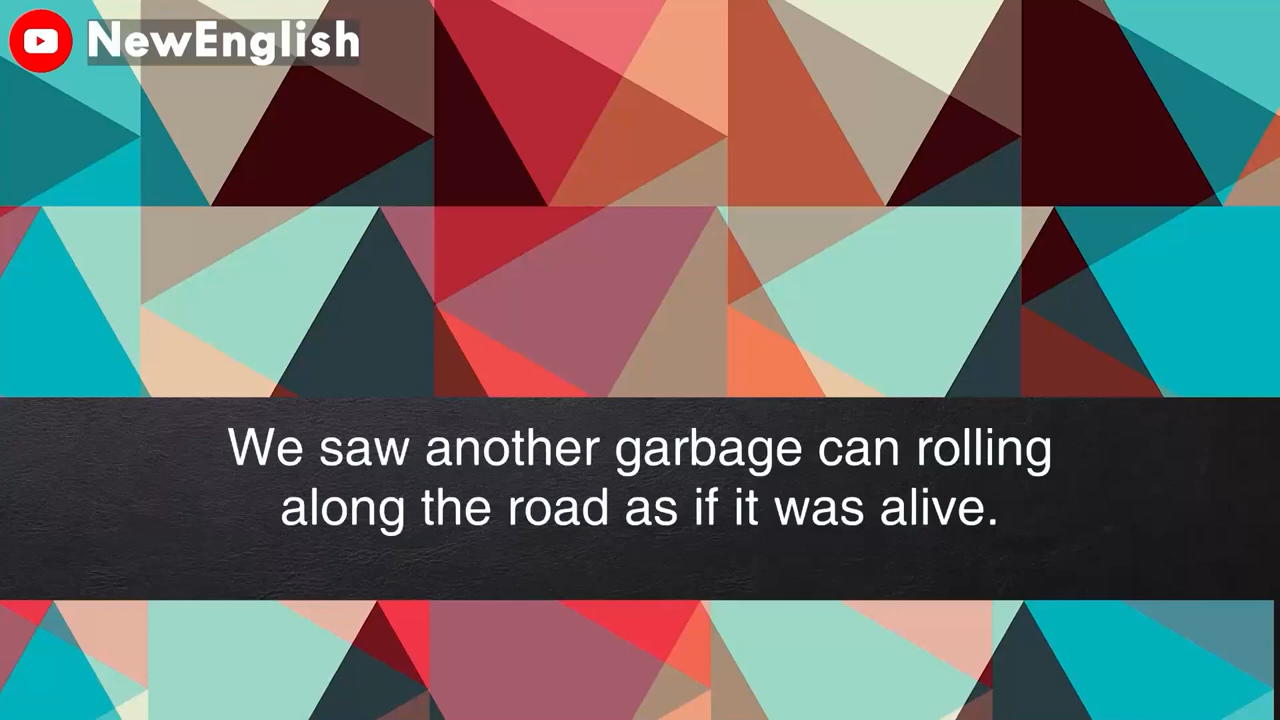 NewEnglish
We saw another garbage can rolling
along the road as if it was alive.